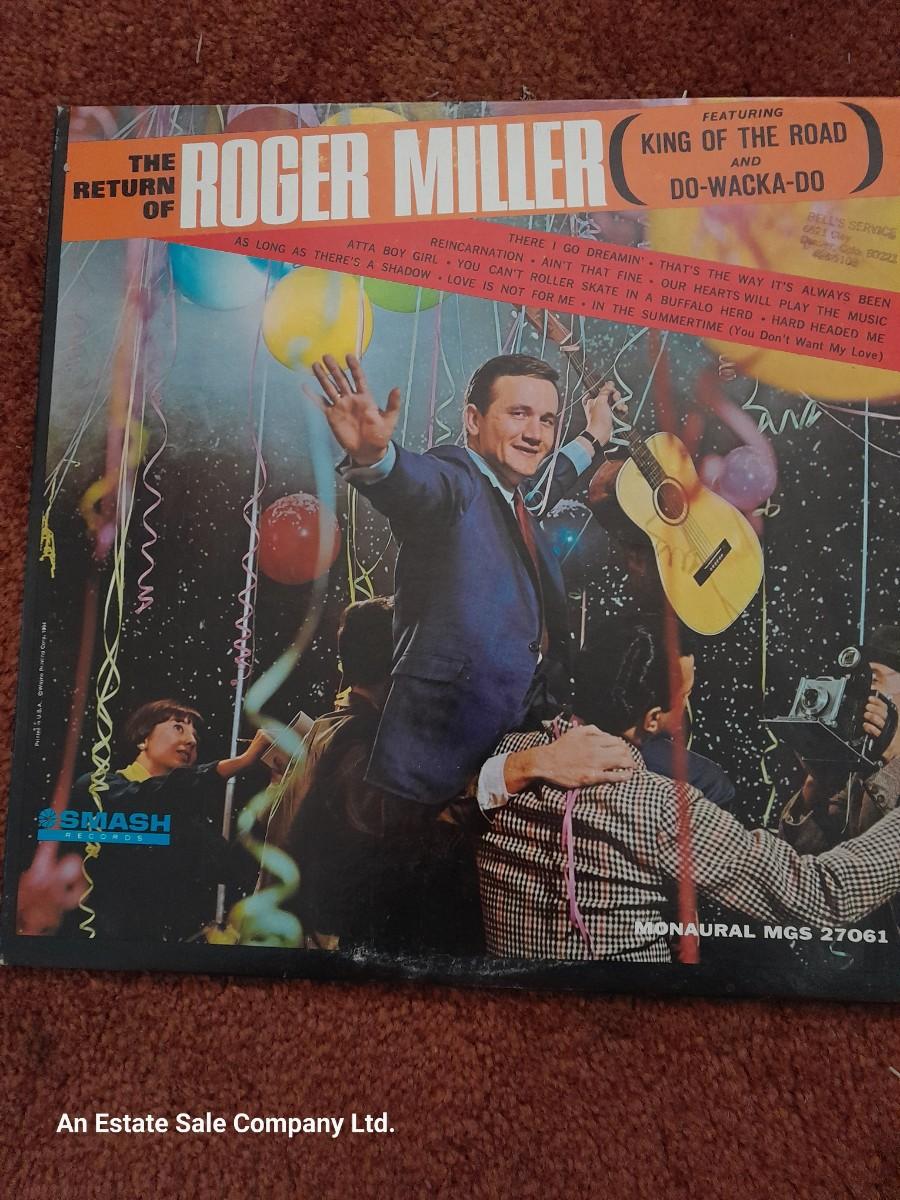 THE
RETURN
OF
ROGER MILLER
FEATURING
KING OF THE ROAD
AND
DO-WACKA-DO
BELL'S SERVICE
THERE I GO DREAMIN' • THAT'S THE WAY IT'S ALWAYS BEEN
REINCARNATION • AIN'T THAT FINE • OUR HEARTS WILL PLAY THE MUSIC
ATTA BOY GIRL • YOU CAN'T ROLLER SKATE IN A BUFFALO HERD • HARD HEADED ME
AS LONG AS THERE'S A SHADOW • LOVE IS NOT FOR ME • IN THE SUMMERTIME (You Don't Want My Love)
Printed in U.S.A.
SMASH
RECORDS
MONAURAL MGS 27061
An Estate Sale Company Ltd.